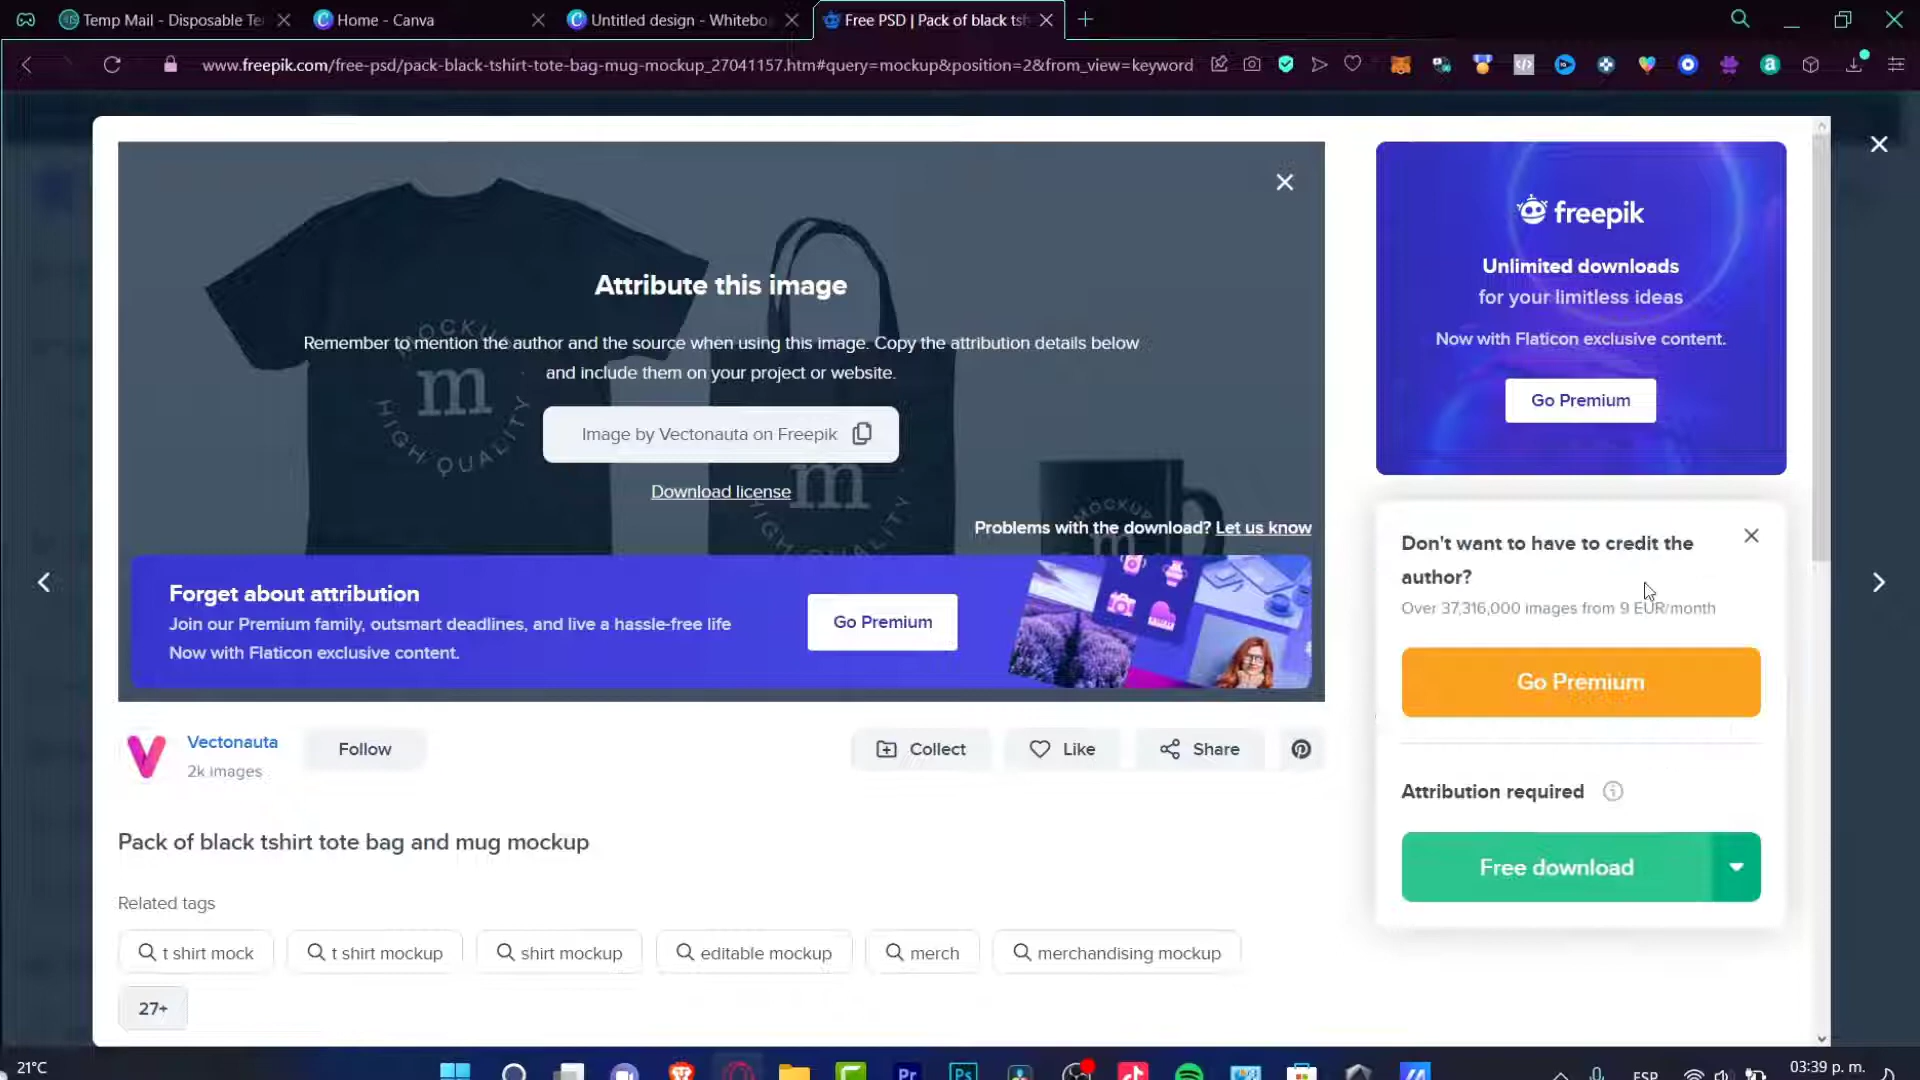 Temp Mail - Disposable Te
Home - Canva
Untitled design - Whitebo
Free PSD | Pack of black tsh
www.freepik.com/free-psd/pack-black-tshirt-tote-bag-mug-mockup_27041157.htm#query=mockup&position=2&from_view=keyword
Attribute this image
Remember to mention the author and the source when using this image. Copy the attribution details below
and include them on your project or website.
Image by Vectonauta on Freepik
Download license
Problems with the download? Let us know
MOCKUP
m
HIGH QUALITY
m
HIGH QUALITY
MOCKUP
m
Forget about attribution
Join our Premium family, outsmart deadlines, and live a hassle-free life
Now with Flaticon exclusive content.
Go Premium
Vectonauta
2k images
Follow
Collect
Like
Share
Pack of black tshirt tote bag and mug mockup
Related tags
t shirt mock
t shirt mockup
shirt mockup
editable mockup
merch
merchandising mockup
27+
freepik
Unlimited downloads
for your limitless ideas
Now with Flaticon exclusive content.
Go Premium
Don't want to have to credit the
author?
Over 37,316,000 images from 9 EUR/month
Go Premium
Attribution required
Free download
21°C
Pr
Ps
ESP
03:39 p. m.